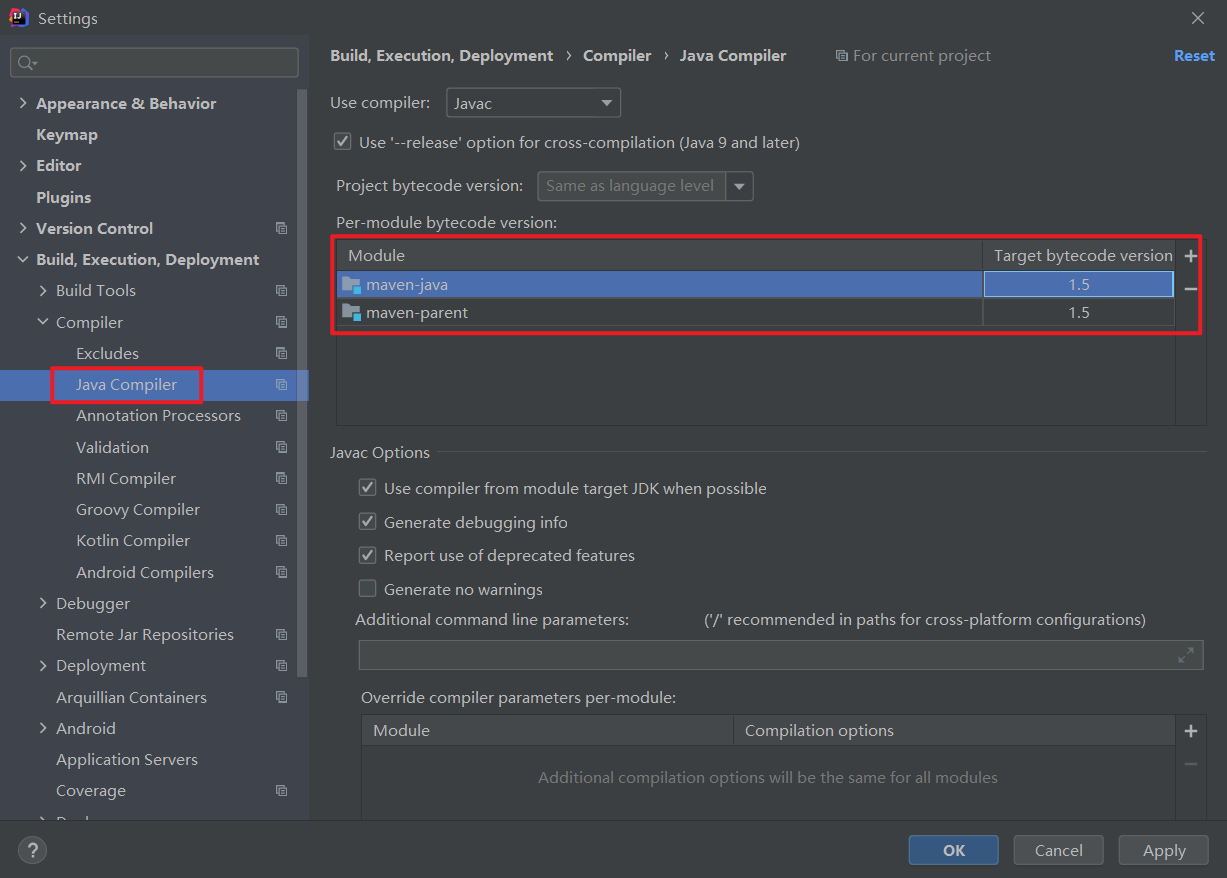 Settings
Appearance & Behavior
Keymap
Editor
Plugins
Version Control
Build, Execution, Deployment
Build Tools
Compiler
Excludes
Java Compiler
Annotation Processors
Validation
RMI Compiler
Groovy Compiler
Kotlin Compiler
Android Compilers
Debugger
Remote Jar Repositories
Deployment
Arquillian Containers
Android
Application Servers
Coverage
Build, Execution, Deployment › Compiler › Java Compiler For current project Reset
Use compiler: Javac
Use '--release' option for cross-compilation (Java 9 and later)
Project bytecode version: Same as language level
Per-module bytecode version:
Module Target bytecode version
maven-java 1.5
maven-parent 1.5
Javac Options
Use compiler from module target JDK when possible
Generate debugging info
Report use of deprecated features
Generate no warnings
Additional command line parameters: ('/' recommended in paths for cross-platform configurations)
Override compiler parameters per-module:
Module Compilation options
Additional compilation options will be the same for all modules
? OK Cancel Apply